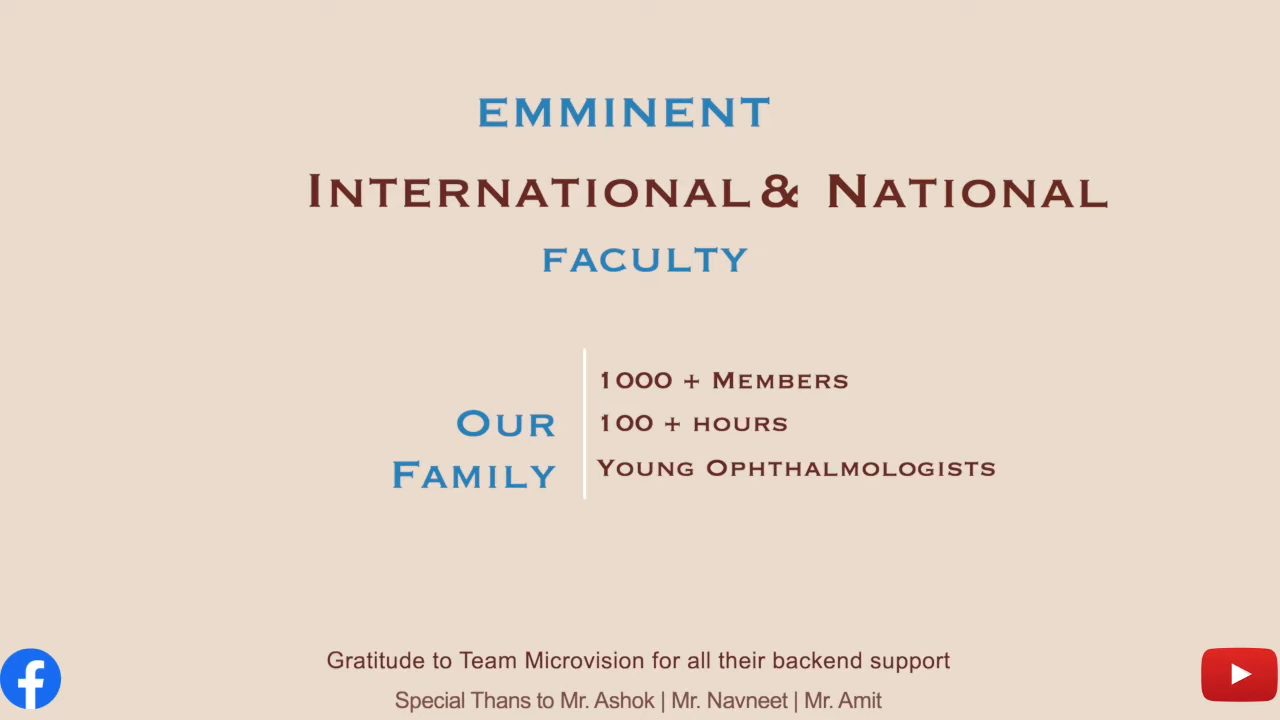 EMMINENT
INTERNATIONAL & NATIONAL
FACULTY
OUR
FAMILY
1000 + MEMBERS
100 + HOURS
YOUNG OPHTHALMOLOGISTS
Gratitude to Team Microvision for all their backend support
Special Thans to Mr. Ashok | Mr. Navneet | Mr. Amit